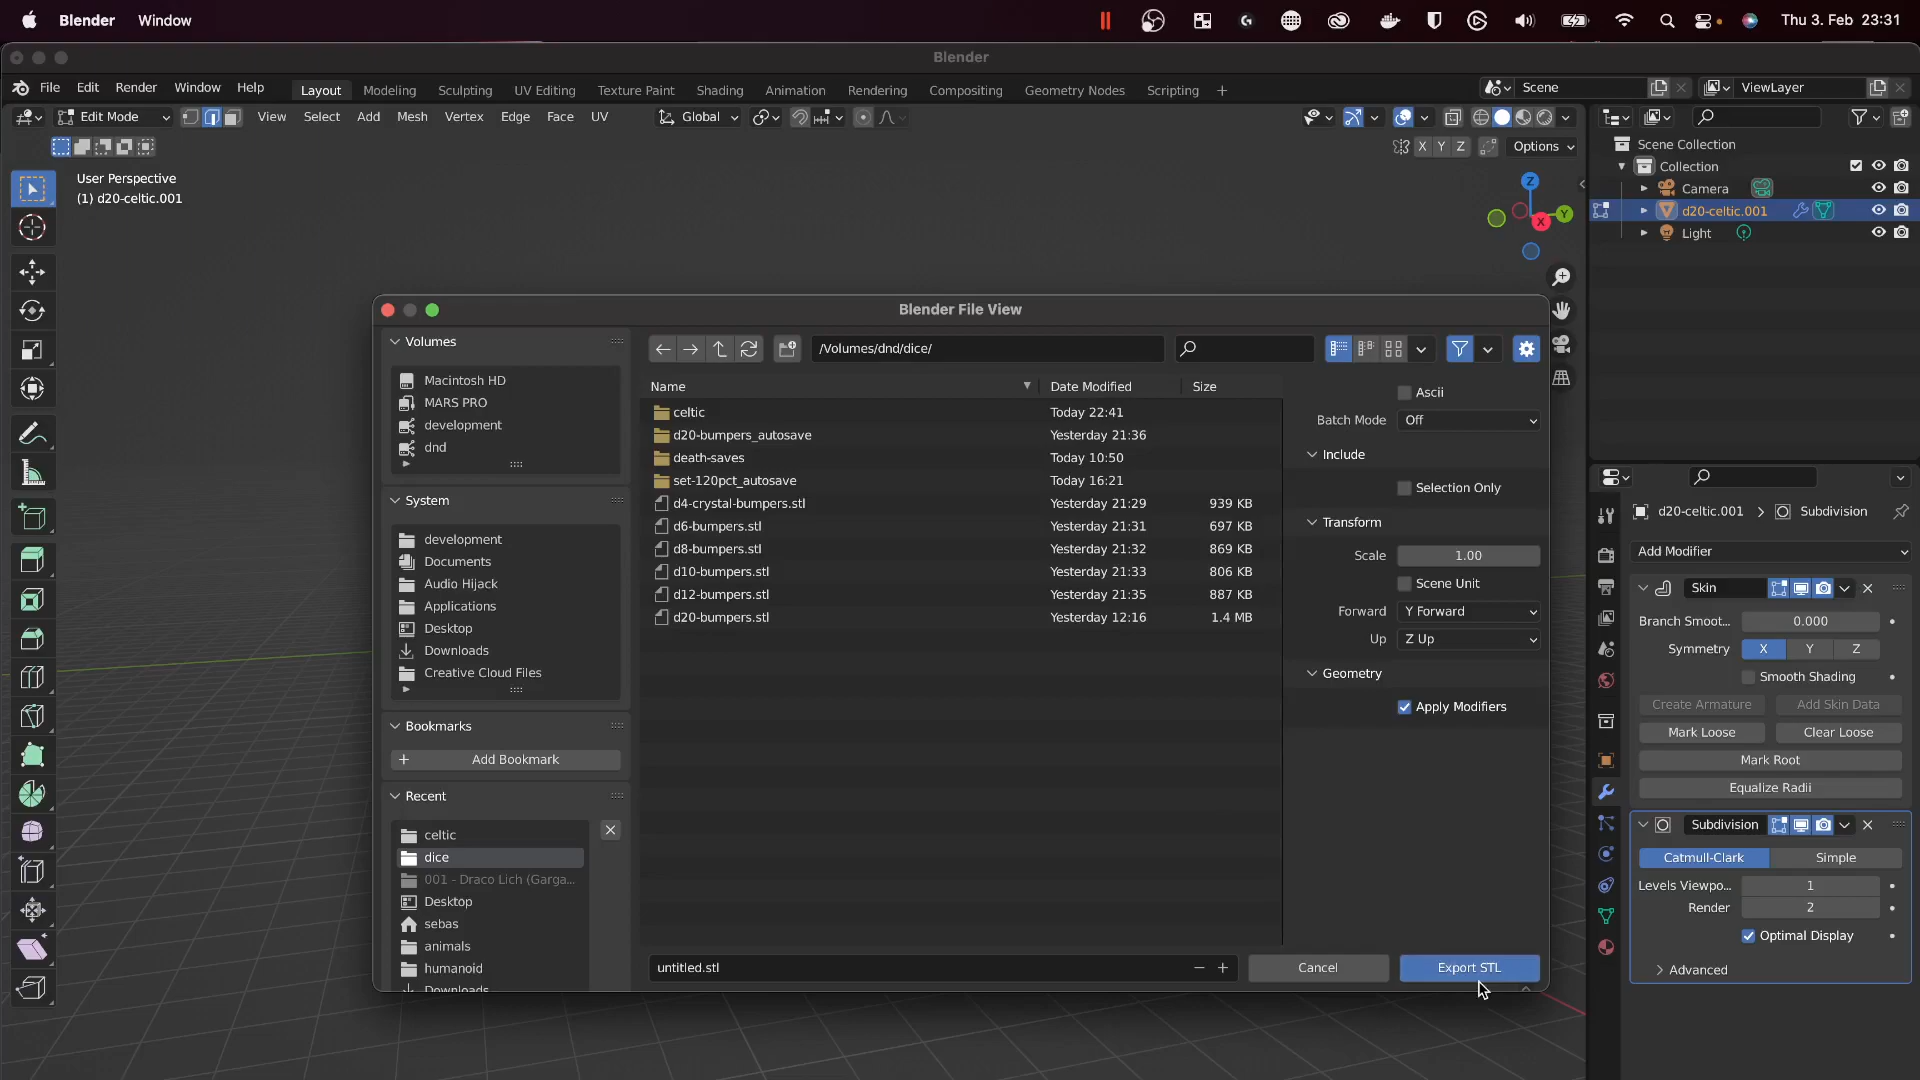 Blender Window Thu 3. Feb 23:31
Blender
File Edit Render Window Help Layout Modeling Sculpting UV Editing Texture Paint Shading Animation Rendering Compositing Geometry Nodes Scripting + Scene ViewLayer
Edit Mode View Select Add Mesh Vertex Edge Face UV Global
X Y Z Options
User Perspective
(1) d20-celtic.001
Z
Y
X
Scene Collection
Collection
Camera
d20-celtic.001
Light
Blender File View
Volumes
Macintosh HD
MARS PRO
development
dnd
System
development
Documents
Audio Hijack
Applications
Desktop
Downloads
Creative Cloud Files
Bookmarks
+ Add Bookmark
Recent
celtic
dice
001 - Draco Lich (Garga...
Desktop
sebas
animals
humanoid
Downloads
/Volumes/dnd/dice/
Name Date Modified Size
celtic Today 22:41
d20-bumpers_autosave Yesterday 21:36
death-saves Today 10:50
set-120pct_autosave Today 16:21
d4-crystal-bumpers.stl Yesterday 21:29 939 KB
d6-bumpers.stl Yesterday 21:31 697 KB
d8-bumpers.stl Yesterday 21:32 869 KB
d10-bumpers.stl Yesterday 21:33 806 KB
d12-bumpers.stl Yesterday 21:35 887 KB
d20-bumpers.stl Yesterday 12:16 1.4 MB
untitled.stl − + Cancel Export STL
Ascii
Batch Mode Off
Include
Selection Only
Transform
Scale 1.00
Scene Unit
Forward Y Forward
Up Z Up
Geometry
Apply Modifiers
d20-celtic.001 > Subdivision
Add Modifier
Skin
Branch Smoot... 0.000
Symmetry X Y Z
Smooth Shading
Create Armature Add Skin Data
Mark Loose Clear Loose
Mark Root
Equalize Radii
Subdivision
Catmull-Clark Simple
Levels Viewpo... 1
Render 2
Optimal Display
Advanced